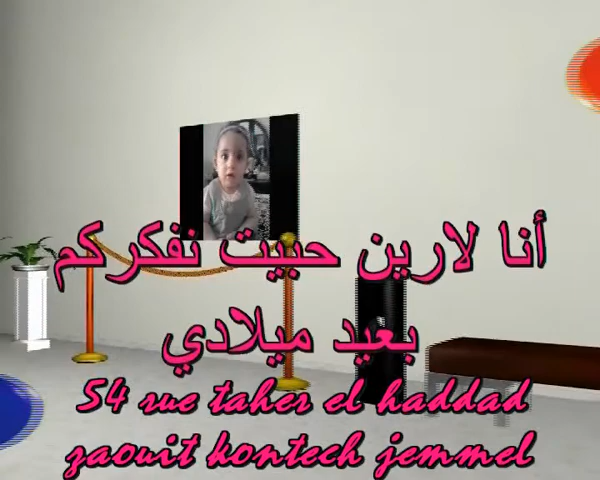 أنا لارين حبيت نفكركم
بعيد ميلادي
54 rue taher el haddad
zaouit kontech jemmel